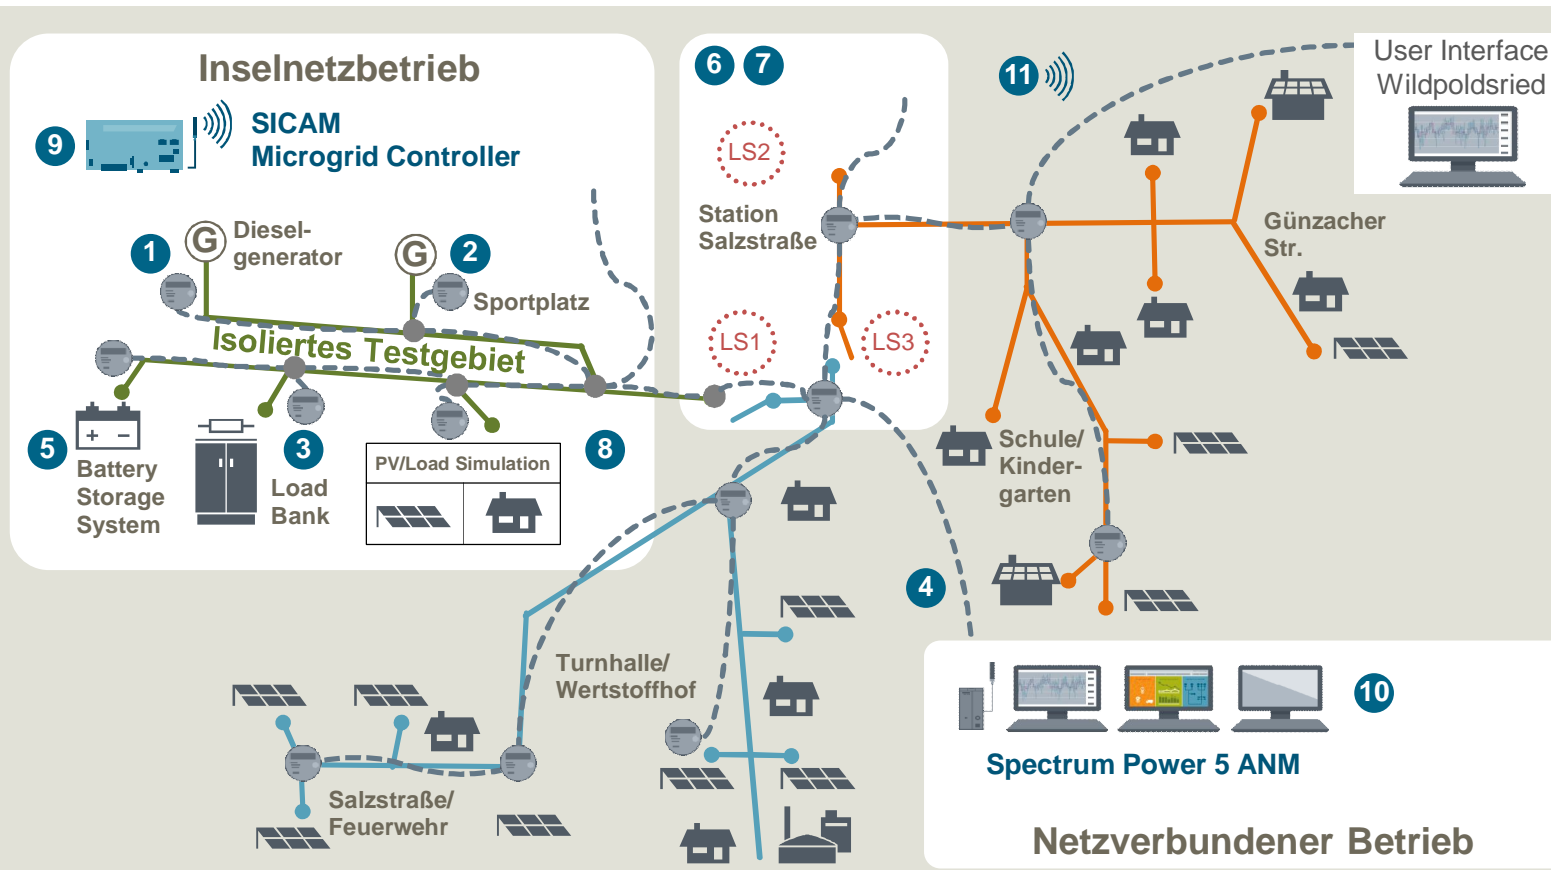 Inselnetzbetrieb
9
SICAM
Microgrid Controller
1
G
Diesel-
generator
G
2
Sportplatz
Isoliertes Testgebiet
5
Battery
Storage
System
3
Load
Bank
PV/Load Simulation
8
6 7
LS2
Station
Salzstraße
LS1
LS3
11
User Interface
Wildpoldsried
Günzacher
Str.
Schule/
Kinder-
garten
4
Turnhalle/
Wertstoffhof
Salzstraße/
Feuerwehr
10
Spectrum Power 5 ANM
Netzverbundener Betrieb